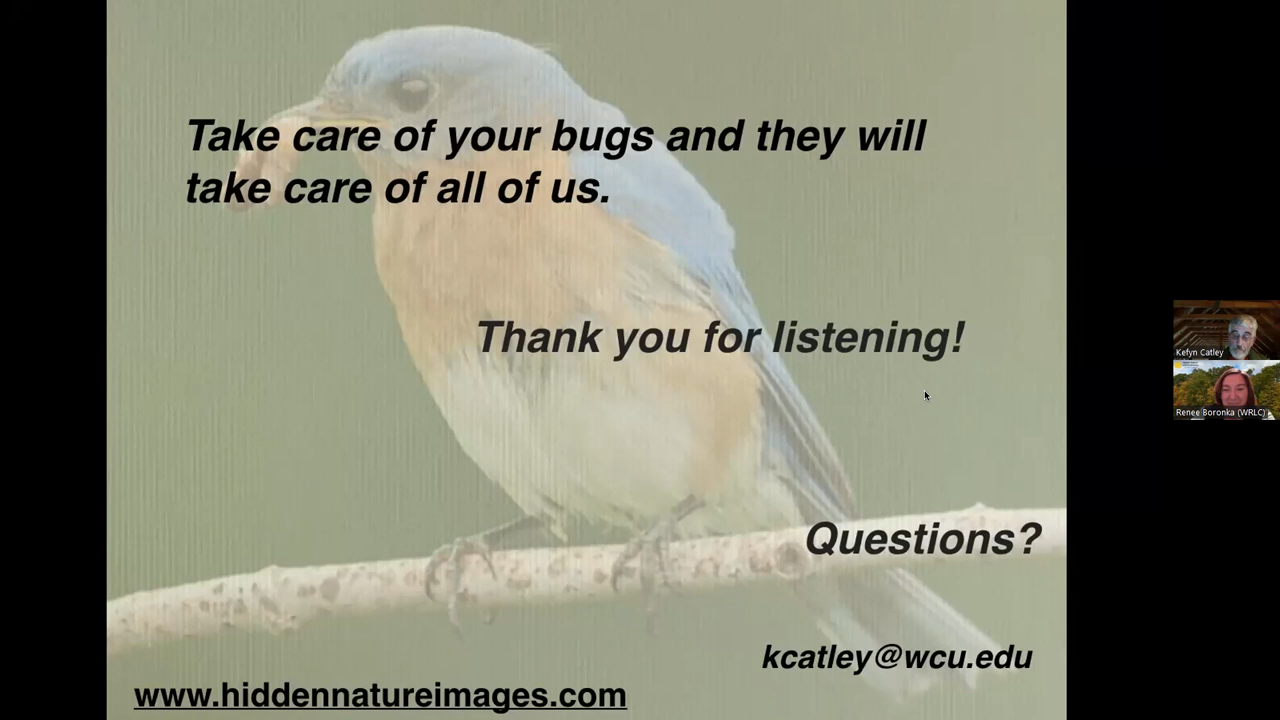 Take care of your bugs and they will
take care of all of us.
Thank you for listening!
Questions?
kcatley@wcu.edu
www.hiddennatureimages.com
Kefyn Catley
Renee Boronka (WRLC)